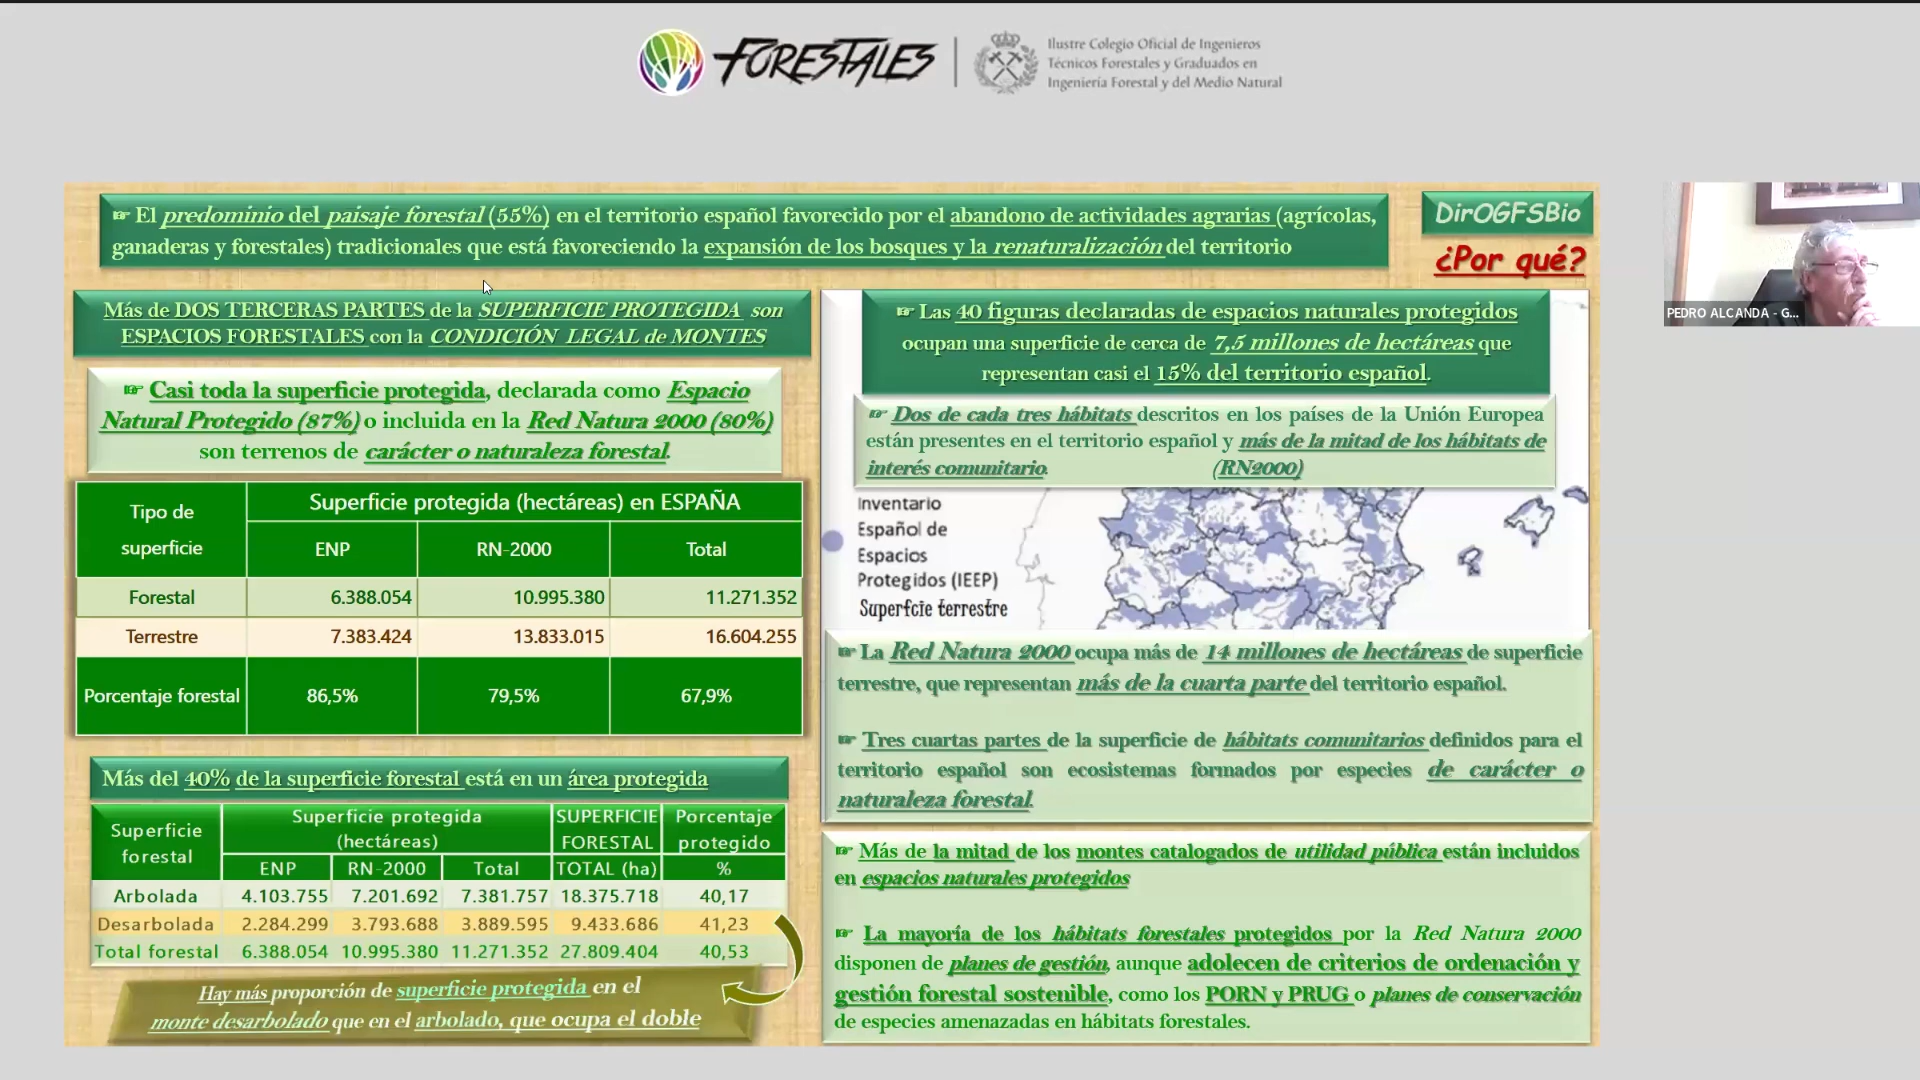 FORESTALES
Ilustre Colegio Oficial de Ingenieros
Técnicos Forestales y Graduados en
Ingeniería Forestal y del Medio Natural
☞ El predominio del paisaje forestal (55%) en el territorio español favorecido por el abandono de actividades agrarias (agrícolas,
ganaderas y forestales) tradicionales que está favoreciendo la expansión de los bosques y la renaturalización del territorio
DirOGFSBio
¿Por qué?
PEDRO ALCANDA - G...
Más de DOS TERCERAS PARTES de la SUPERFICIE PROTEGIDA son
ESPACIOS FORESTALES con la CONDICIÓN LEGAL de MONTES
☞ Casi toda la superficie protegida, declarada como Espacio
Natural Protegido (87%) o incluida en la Red Natura 2000 (80%)
son terrenos de carácter o naturaleza forestal.
Tipo de
superficie
Superficie protegida (hectáreas) en ESPAÑA
ENP RN-2000 Total
Forestal 6.388.054 10.995.380 11.271.352
Terrestre 7.383.424 13.833.015 16.604.255
Porcentaje forestal 86,5% 79,5% 67,9%
Más del 40% de la superficie forestal está en un área protegida
Superficie
forestal
Superficie protegida
(hectáreas)
SUPERFICIE
FORESTAL
TOTAL (ha)
Porcentaje
protegido
%
ENP RN-2000 Total
Arbolada 4.103.755 7.201.692 7.381.757 18.375.718 40,17
Desarbolada 2.284.299 3.793.688 3.889.595 9.433.686 41,23
Total forestal 6.388.054 10.995.380 11.271.352 27.809.404 40,53
Hay más proporción de superficie protegida en el
monte desarbolado que en el arbolado, que ocupa el doble
☞ Las 40 figuras declaradas de espacios naturales protegidos
ocupan una superficie de cerca de 7,5 millones de hectáreas que
representan casi el 15% del territorio español.
☞ Dos de cada tres hábitats descritos en los países de la Unión Europea
están presentes en el territorio español y más de la mitad de los hábitats de
interés comunitario. (RN2000)
Inventario
Español de
Espacios
Protegidos (IEEP)
Superfcie terrestre
☞ La Red Natura 2000 ocupa más de 14 millones de hectáreas de superficie
terrestre, que representan más de la cuarta parte del territorio español.
☞ Tres cuartas partes de la superficie de hábitats comunitarios definidos para el
territorio español son ecosistemas formados por especies de carácter o
naturaleza forestal.
☞ Más de la mitad de los montes catalogados de utilidad pública están incluidos
en espacios naturales protegidos
☞ La mayoría de los hábitats forestales protegidos por la Red Natura 2000
disponen de planes de gestión, aunque adolecen de criterios de ordenación y
gestión forestal sostenible, como los PORN y PRUG o planes de conservación
de especies amenazadas en hábitats forestales.